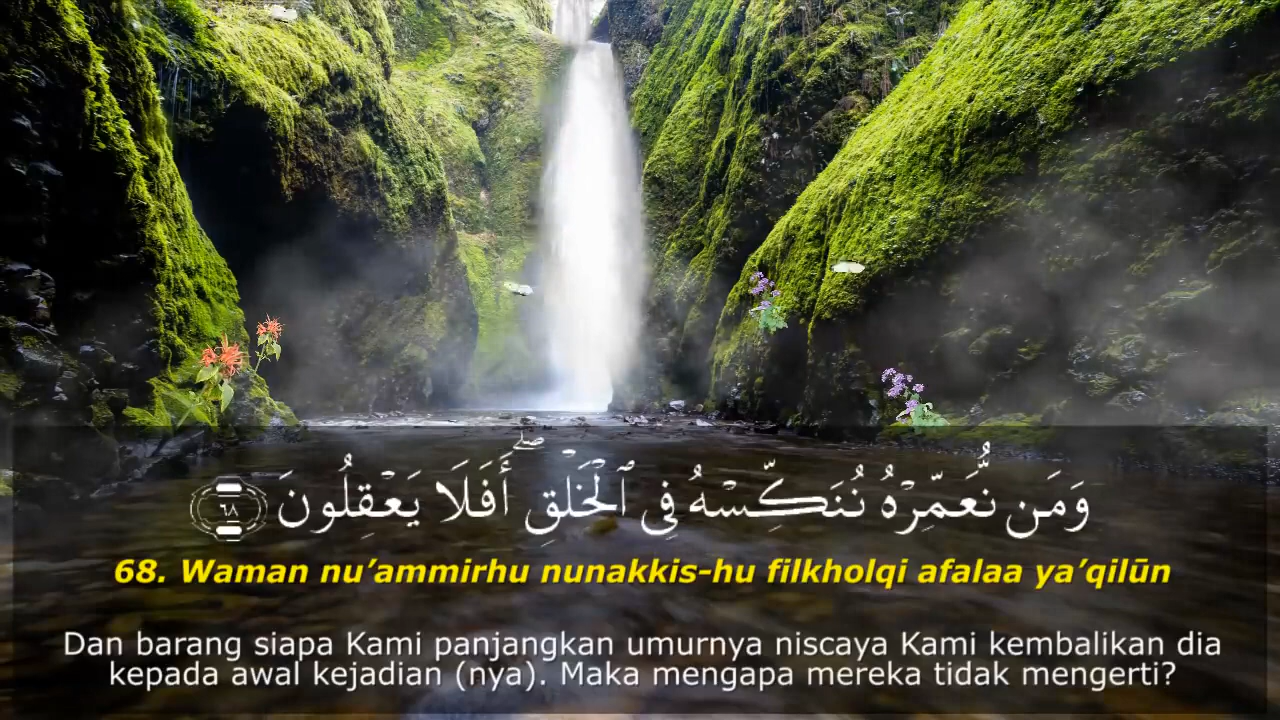 وَمَن نُّعَمِّرْهُ نُنَكِّسْهُ فِى ٱلْخَلْقِ ۖ أَفَلَا يَعْقِلُونَ ٦٨
68. Waman nu’ammirhu nunakkis-hu filkholqi afalaa ya’qilūn
Dan barang siapa Kami panjangkan umurnya niscaya Kami kembalikan dia
kepada awal kejadian (nya). Maka mengapa mereka tidak mengerti?